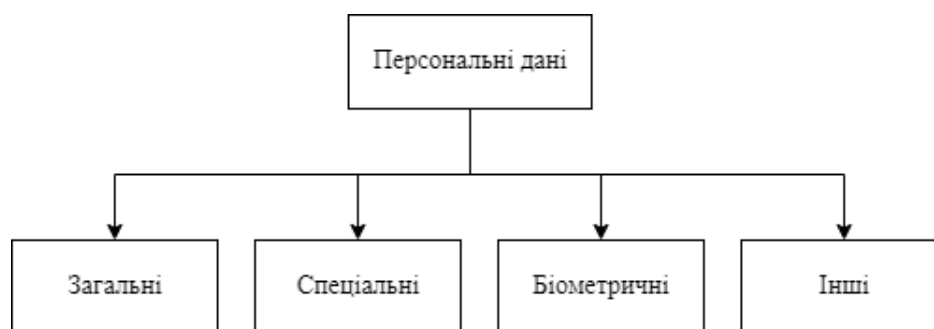 Персональні дані
Загальні
Спеціальні
Біометричні
Інші